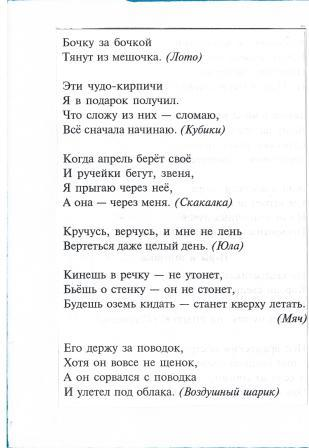 Бочку за бочкой
Тянут из мешочка. (Лото)
Эти чудо-кирпичи
Я в подарок получил.
Что сложу из них — сломаю,
Всё сначала начинаю. (Кубики)
Когда апрель берёт своё
И ручейки бегут, звеня,
Я прыгаю через неё,
А она — через меня. (Скакалка)
Кручусь, верчусь, и мне не лень
Вертеться даже целый день. (Юла)
Кинешь в речку — не утонет,
Бьёшь о стенку — он не стонет,
Будешь оземь кидать — станет кверху летать.
(Мяч)
Его держу за поводок,
Хотя он вовсе не щенок,
А он сорвался с поводка
И улетел под облака. (Воздушный шарик)